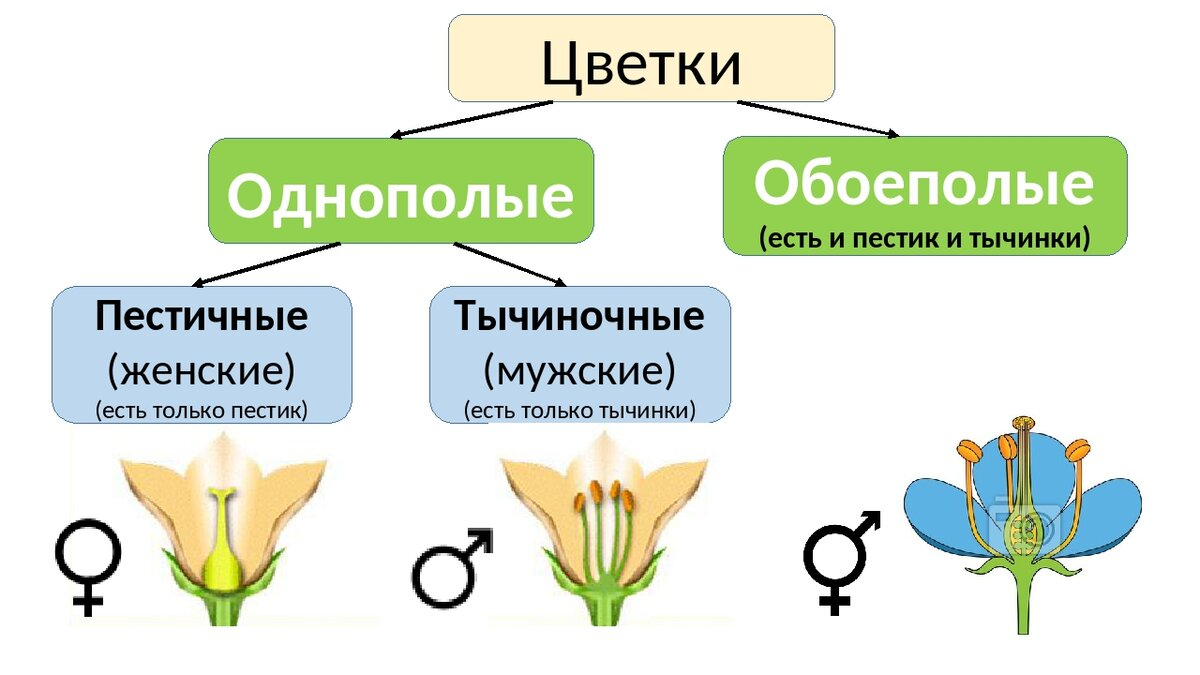 Цветки
Однополые
Обоеполые
(есть и пестик и тычинки)
Пестичные
(женские)
(есть только пестик)
Тычиночные
(мужские)
(есть только тычинки)